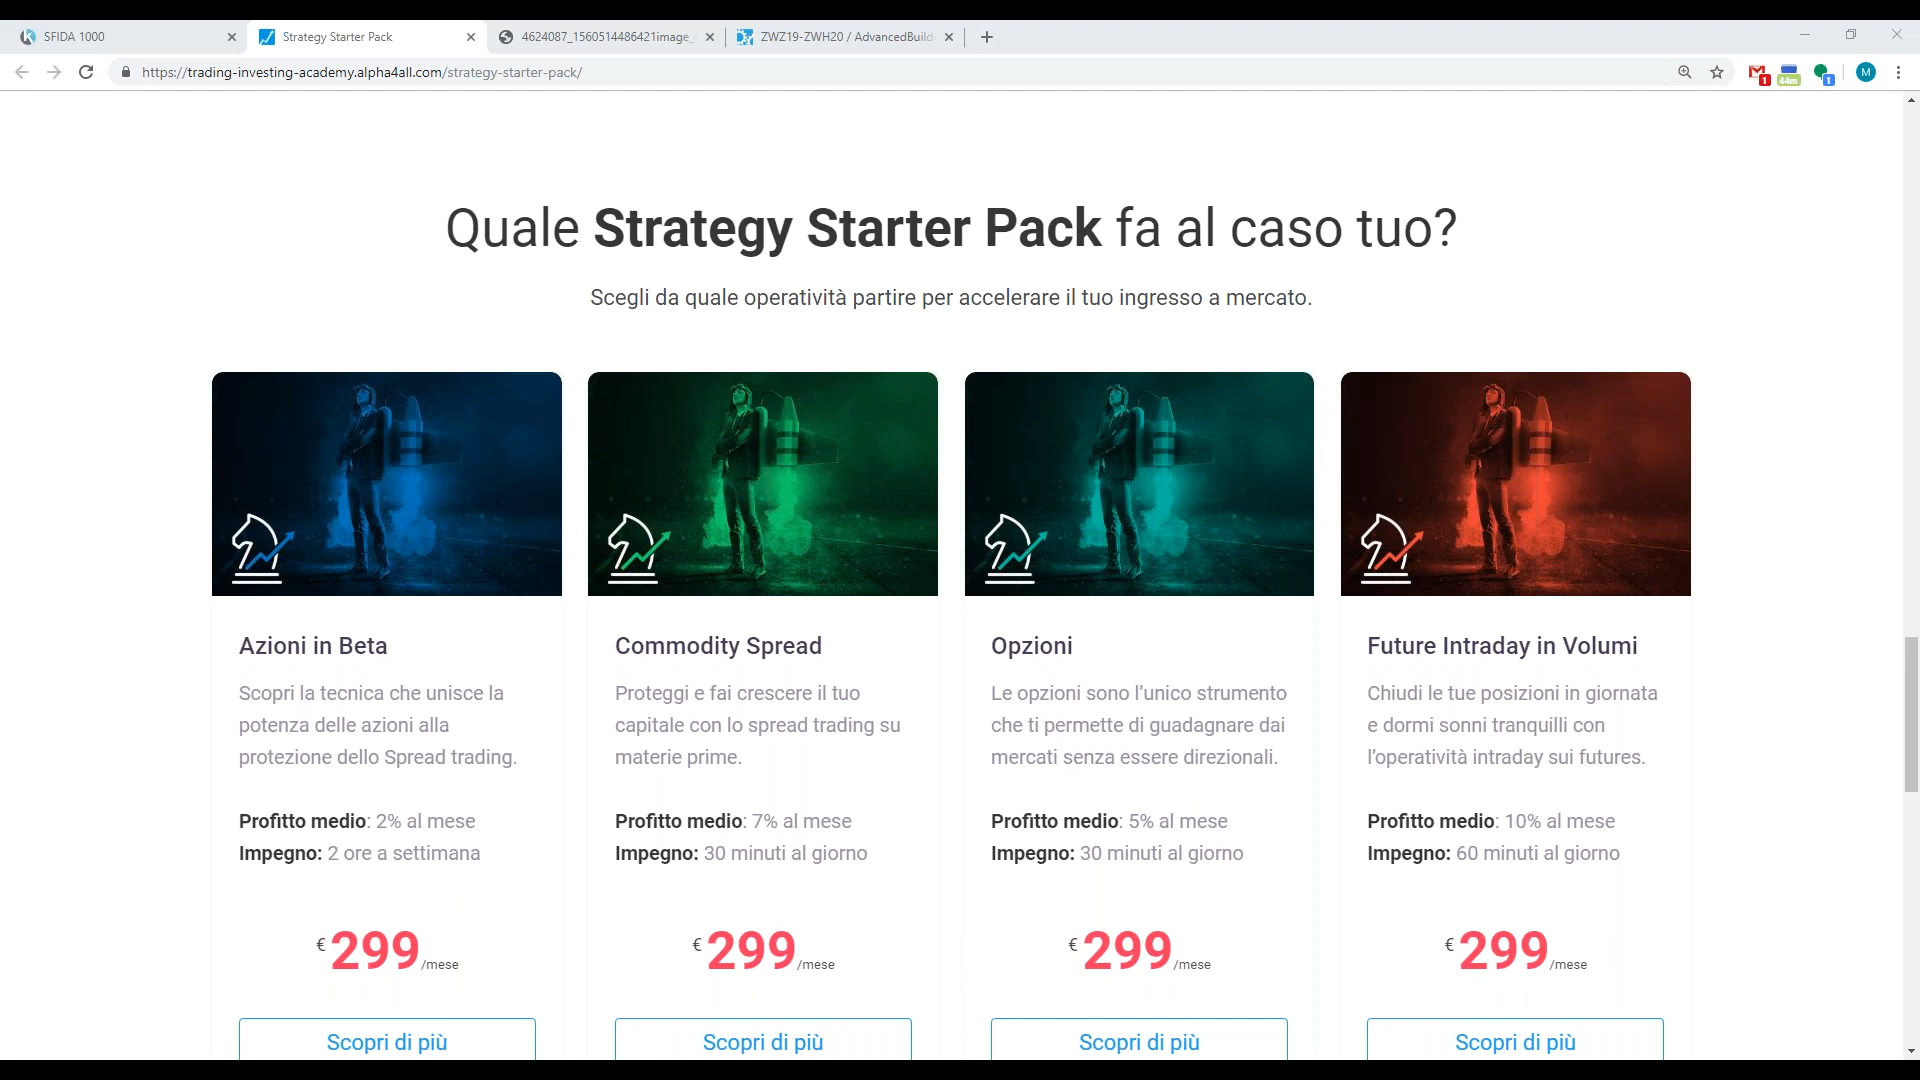 SFIDA 1000
Strategy Starter Pack
4624087_1560514486421image_
ZWZ19-ZWH20 / AdvancedBuild
https://trading-investing-academy.alpha4all.com/strategy-starter-pack/
1
44m
1
M
Quale Strategy Starter Pack fa al caso tuo?
Scegli da quale operatività partire per accelerare il tuo ingresso a mercato.
Azioni in Beta
Scopri la tecnica che unisce la
potenza delle azioni alla
protezione dello Spread trading.
Profitto medio: 2% al mese
Impegno: 2 ore a settimana
€ 299 /mese
Scopri di più
Commodity Spread
Proteggi e fai crescere il tuo
capitale con lo spread trading su
materie prime.
Profitto medio: 7% al mese
Impegno: 30 minuti al giorno
€ 299 /mese
Scopri di più
Opzioni
Le opzioni sono l’unico strumento
che ti permette di guadagnare dai
mercati senza essere direzionali.
Profitto medio: 5% al mese
Impegno: 30 minuti al giorno
€ 299 /mese
Scopri di più
Future Intraday in Volumi
Chiudi le tue posizioni in giornata
e dormi sonni tranquilli con
l’operatività intraday sui futures.
Profitto medio: 10% al mese
Impegno: 60 minuti al giorno
€ 299 /mese
Scopri di più